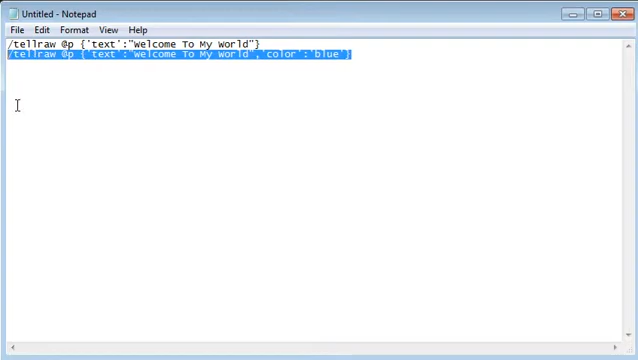 Untitled - Notepad
File Edit Format View Help
/tellraw @p {'text':"Welcome To My World"}
/tellraw @p {'text':"Welcome To My World",'color':'blue'}